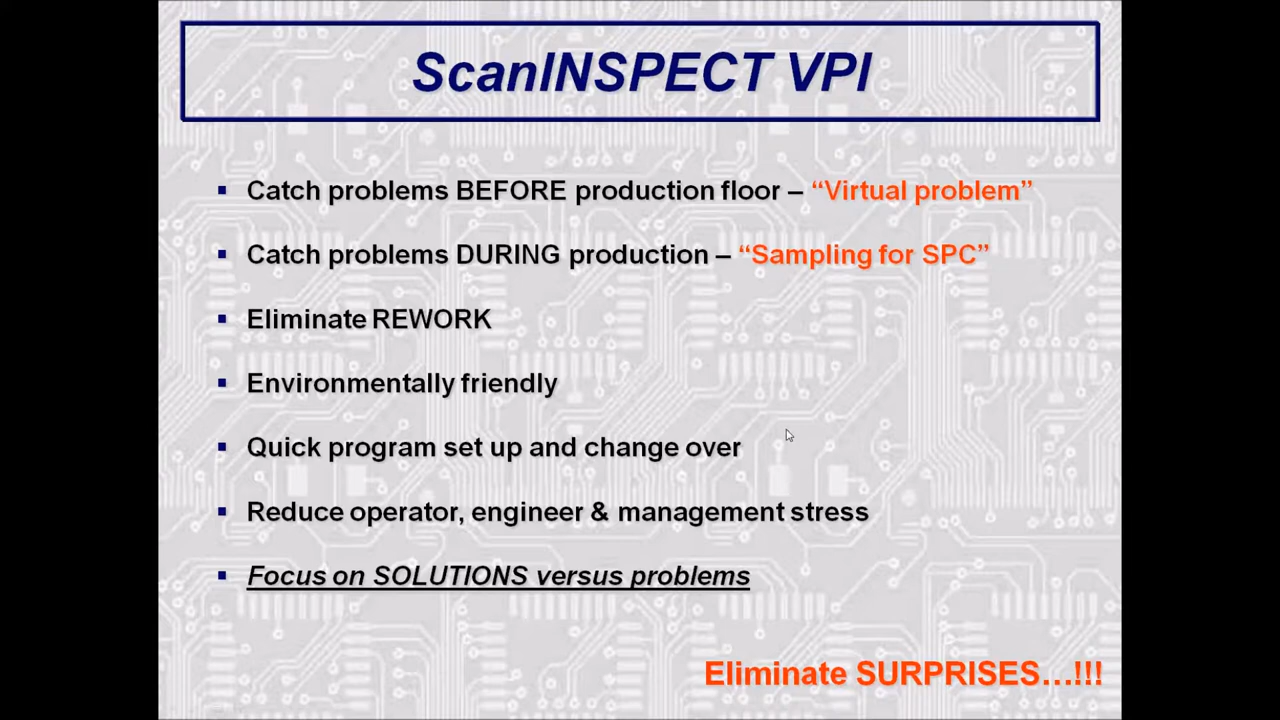 ScanINSPECT VPI
▪ Catch problems BEFORE production floor – “Virtual problem”
▪ Catch problems DURING production – “Sampling for SPC”
▪ Eliminate REWORK
▪ Environmentally friendly
▪ Quick program set up and change over
▪ Reduce operator, engineer & management stress
▪ Focus on SOLUTIONS versus problems
Eliminate SURPRISES…!!!